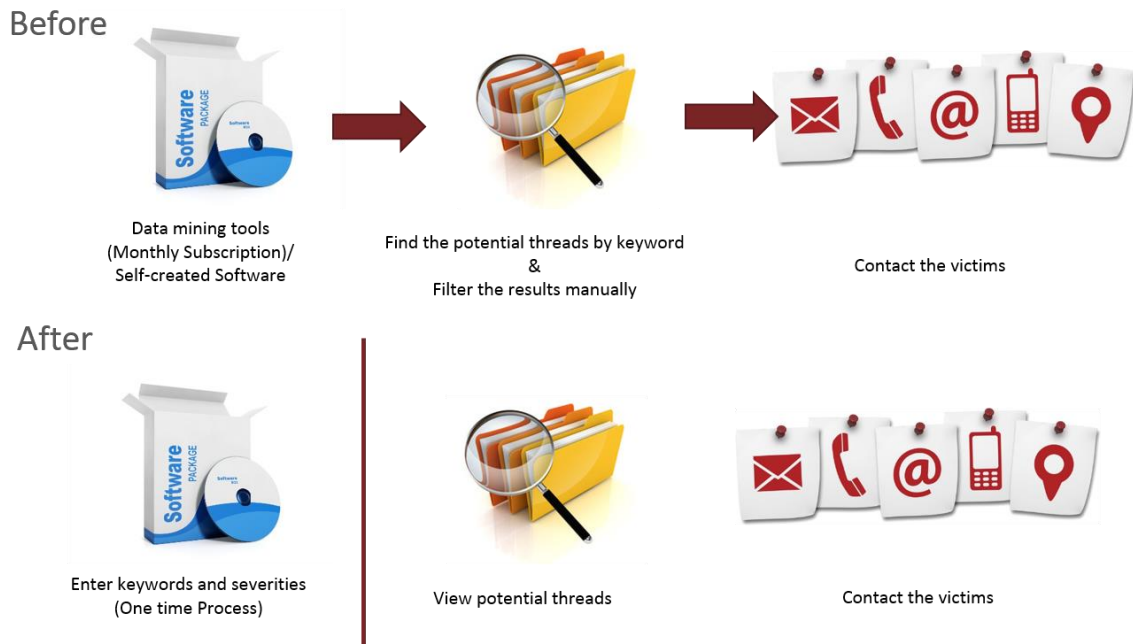 Before
Software
PACKAGE
Software
Data mining tools
(Monthly Subscription)/
Self-created Software
Find the potential threads by keyword
&
Filter the results manually
@
Contact the victims
After
Software
PACKAGE
Software
Enter keywords and severities
(One time Process)
View potential threads
@
Contact the victims